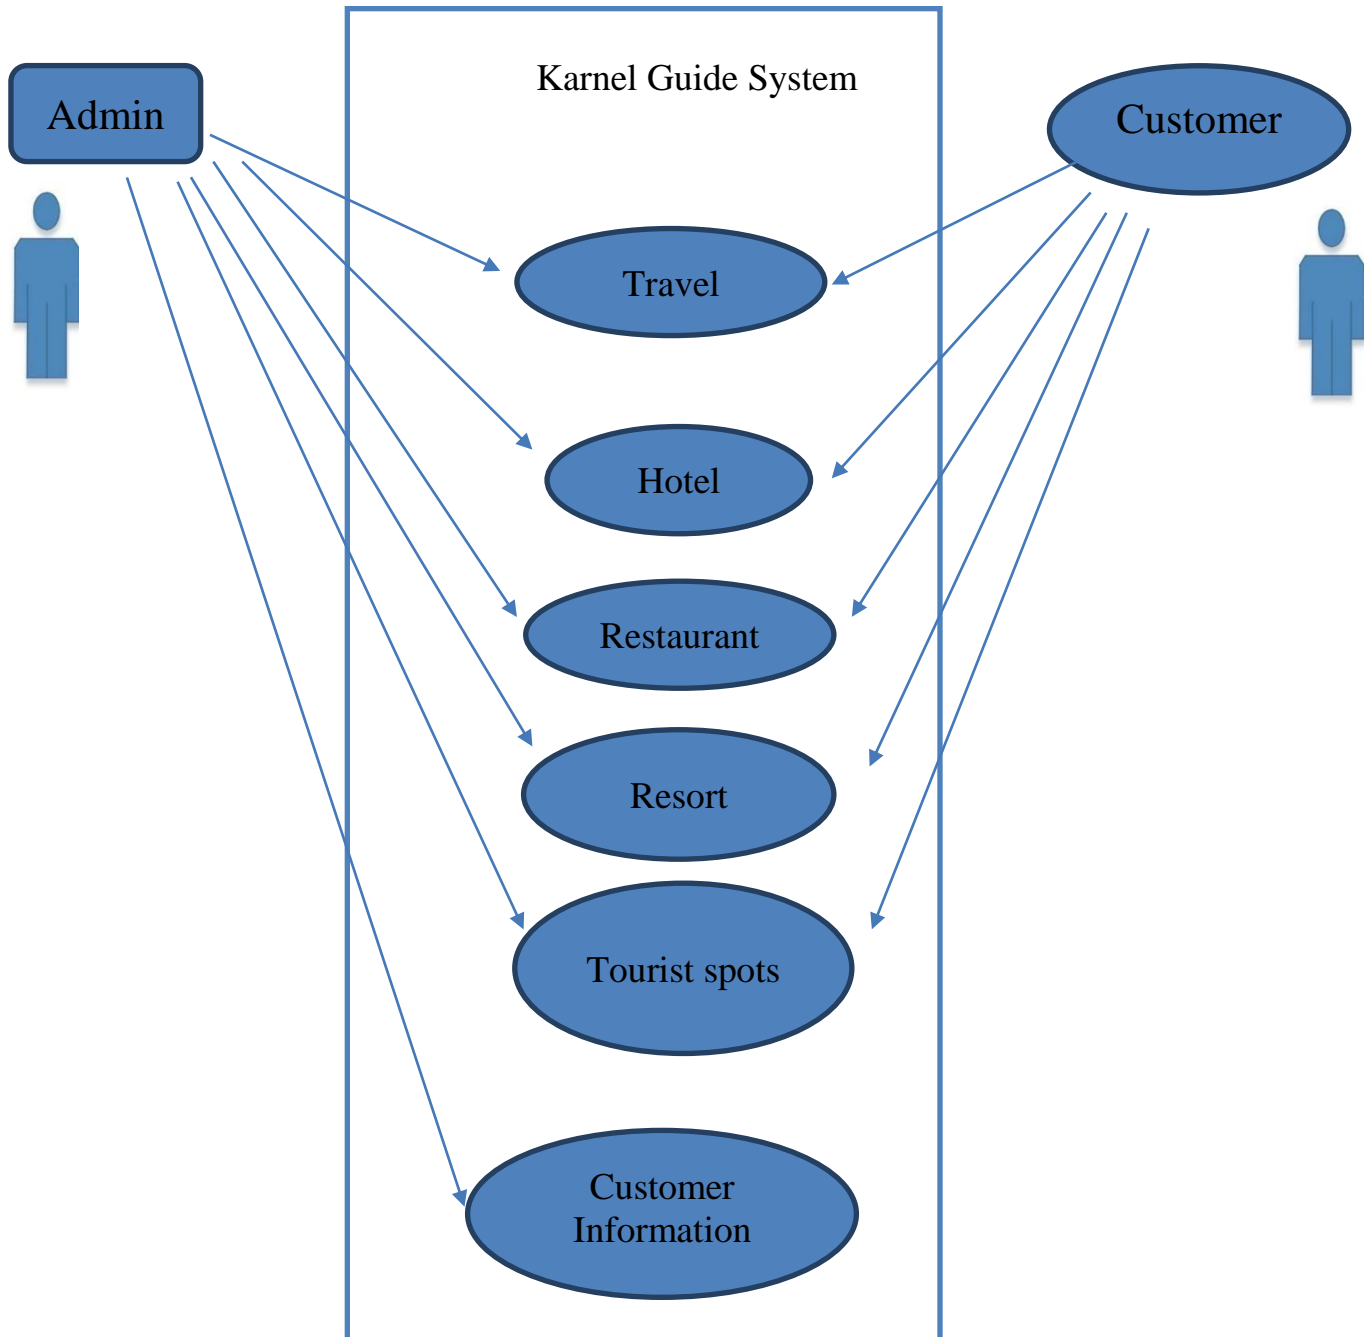 Karnel Guide System
Admin
Customer
Travel
Hotel
Restaurant
Resort
Tourist spots
Customer
Information